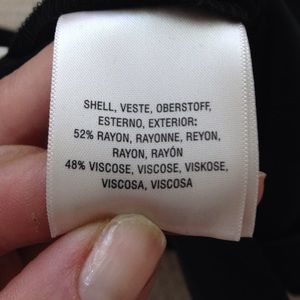 SHELL, VESTE, OBERSTOFF,
ESTERNO, EXTERIOR:
52% RAYON, RAYONNE, REYON,
RAYON, RAYÓN
48% VISCOSE, VISCOSE, VISKOSE,
VISCOSA, VISCOSA